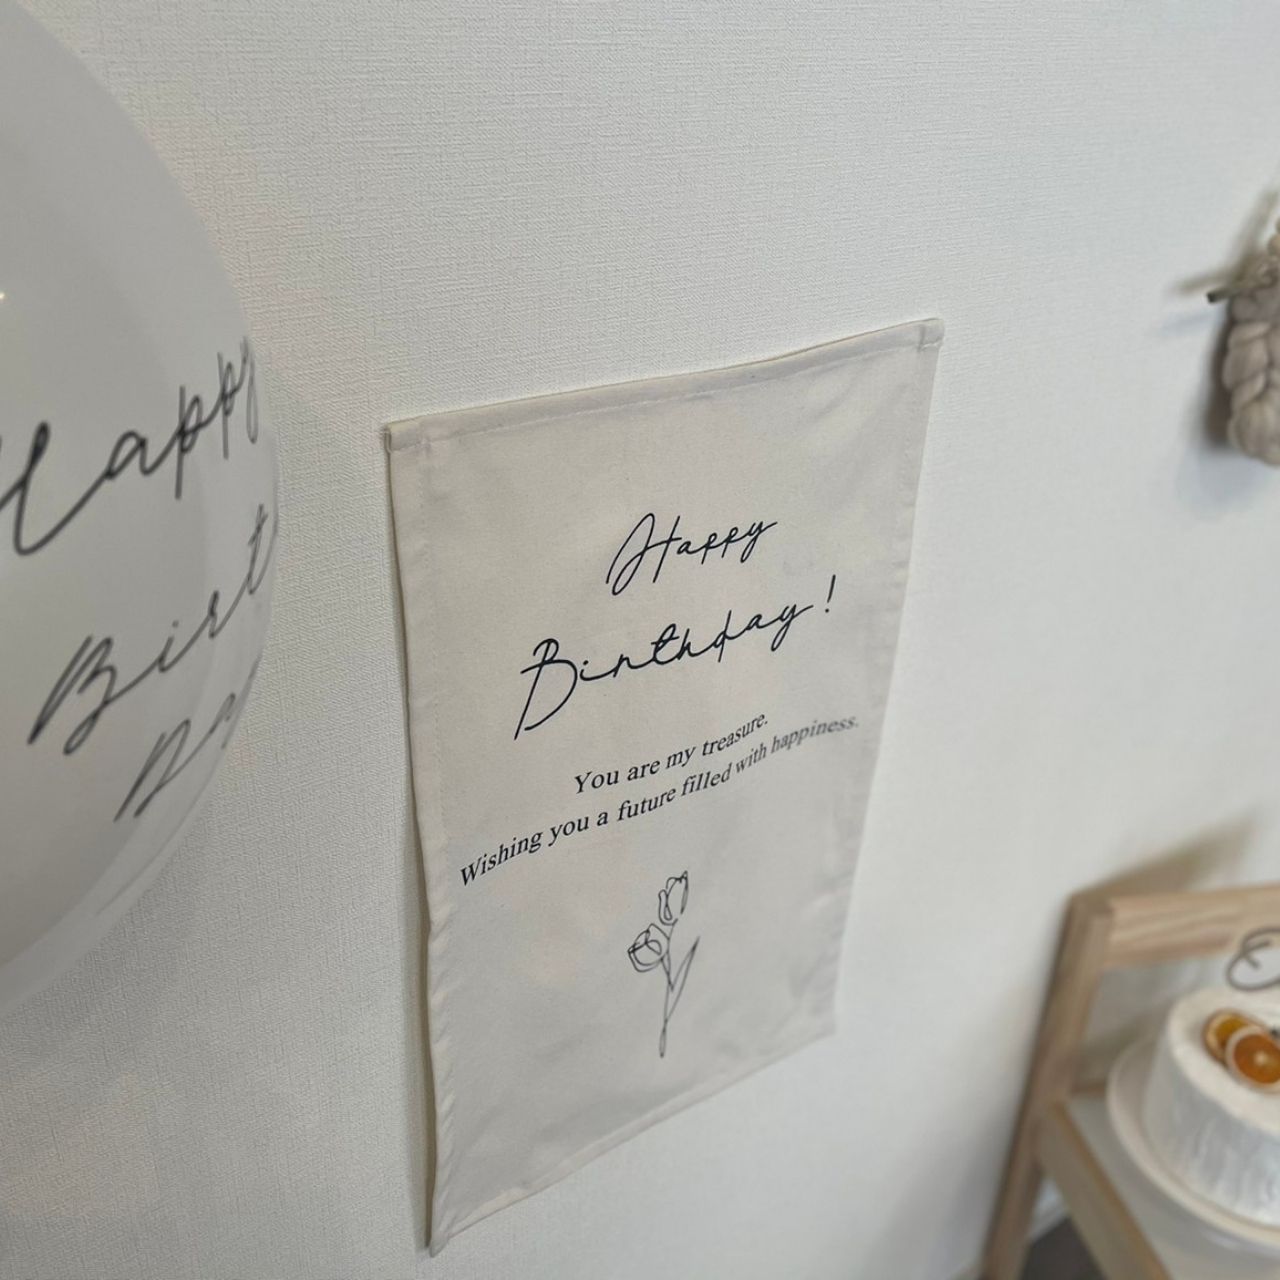 Happy
Birt
Happy
Birthday!
You are my treasure.
Wishing you a future filled with happiness.